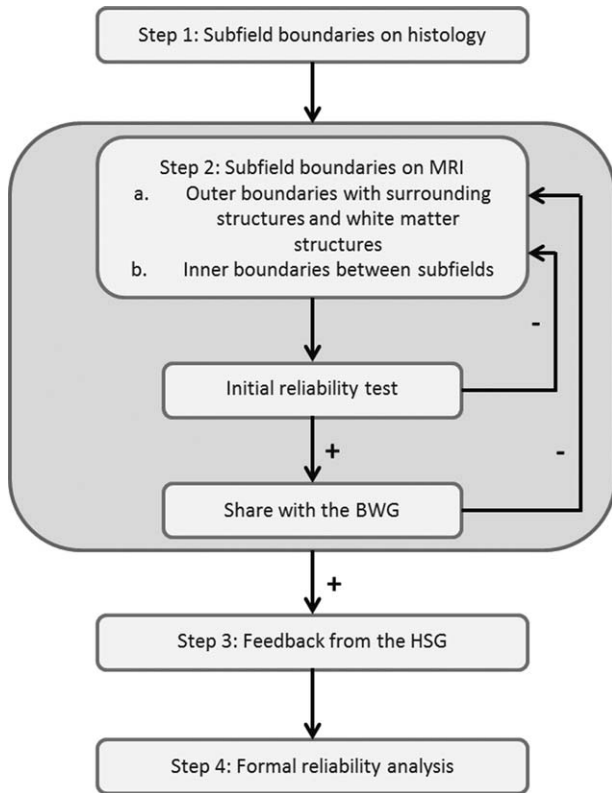 Step 1: Subfield boundaries on histology
Step 2: Subfield boundaries on MRI
a. Outer boundaries with surrounding
structures and white matter
structures
b. Inner boundaries between subfields
-
Initial reliability test
+
-
Share with the BWG
+
Step 3: Feedback from the HSG
Step 4: Formal reliability analysis